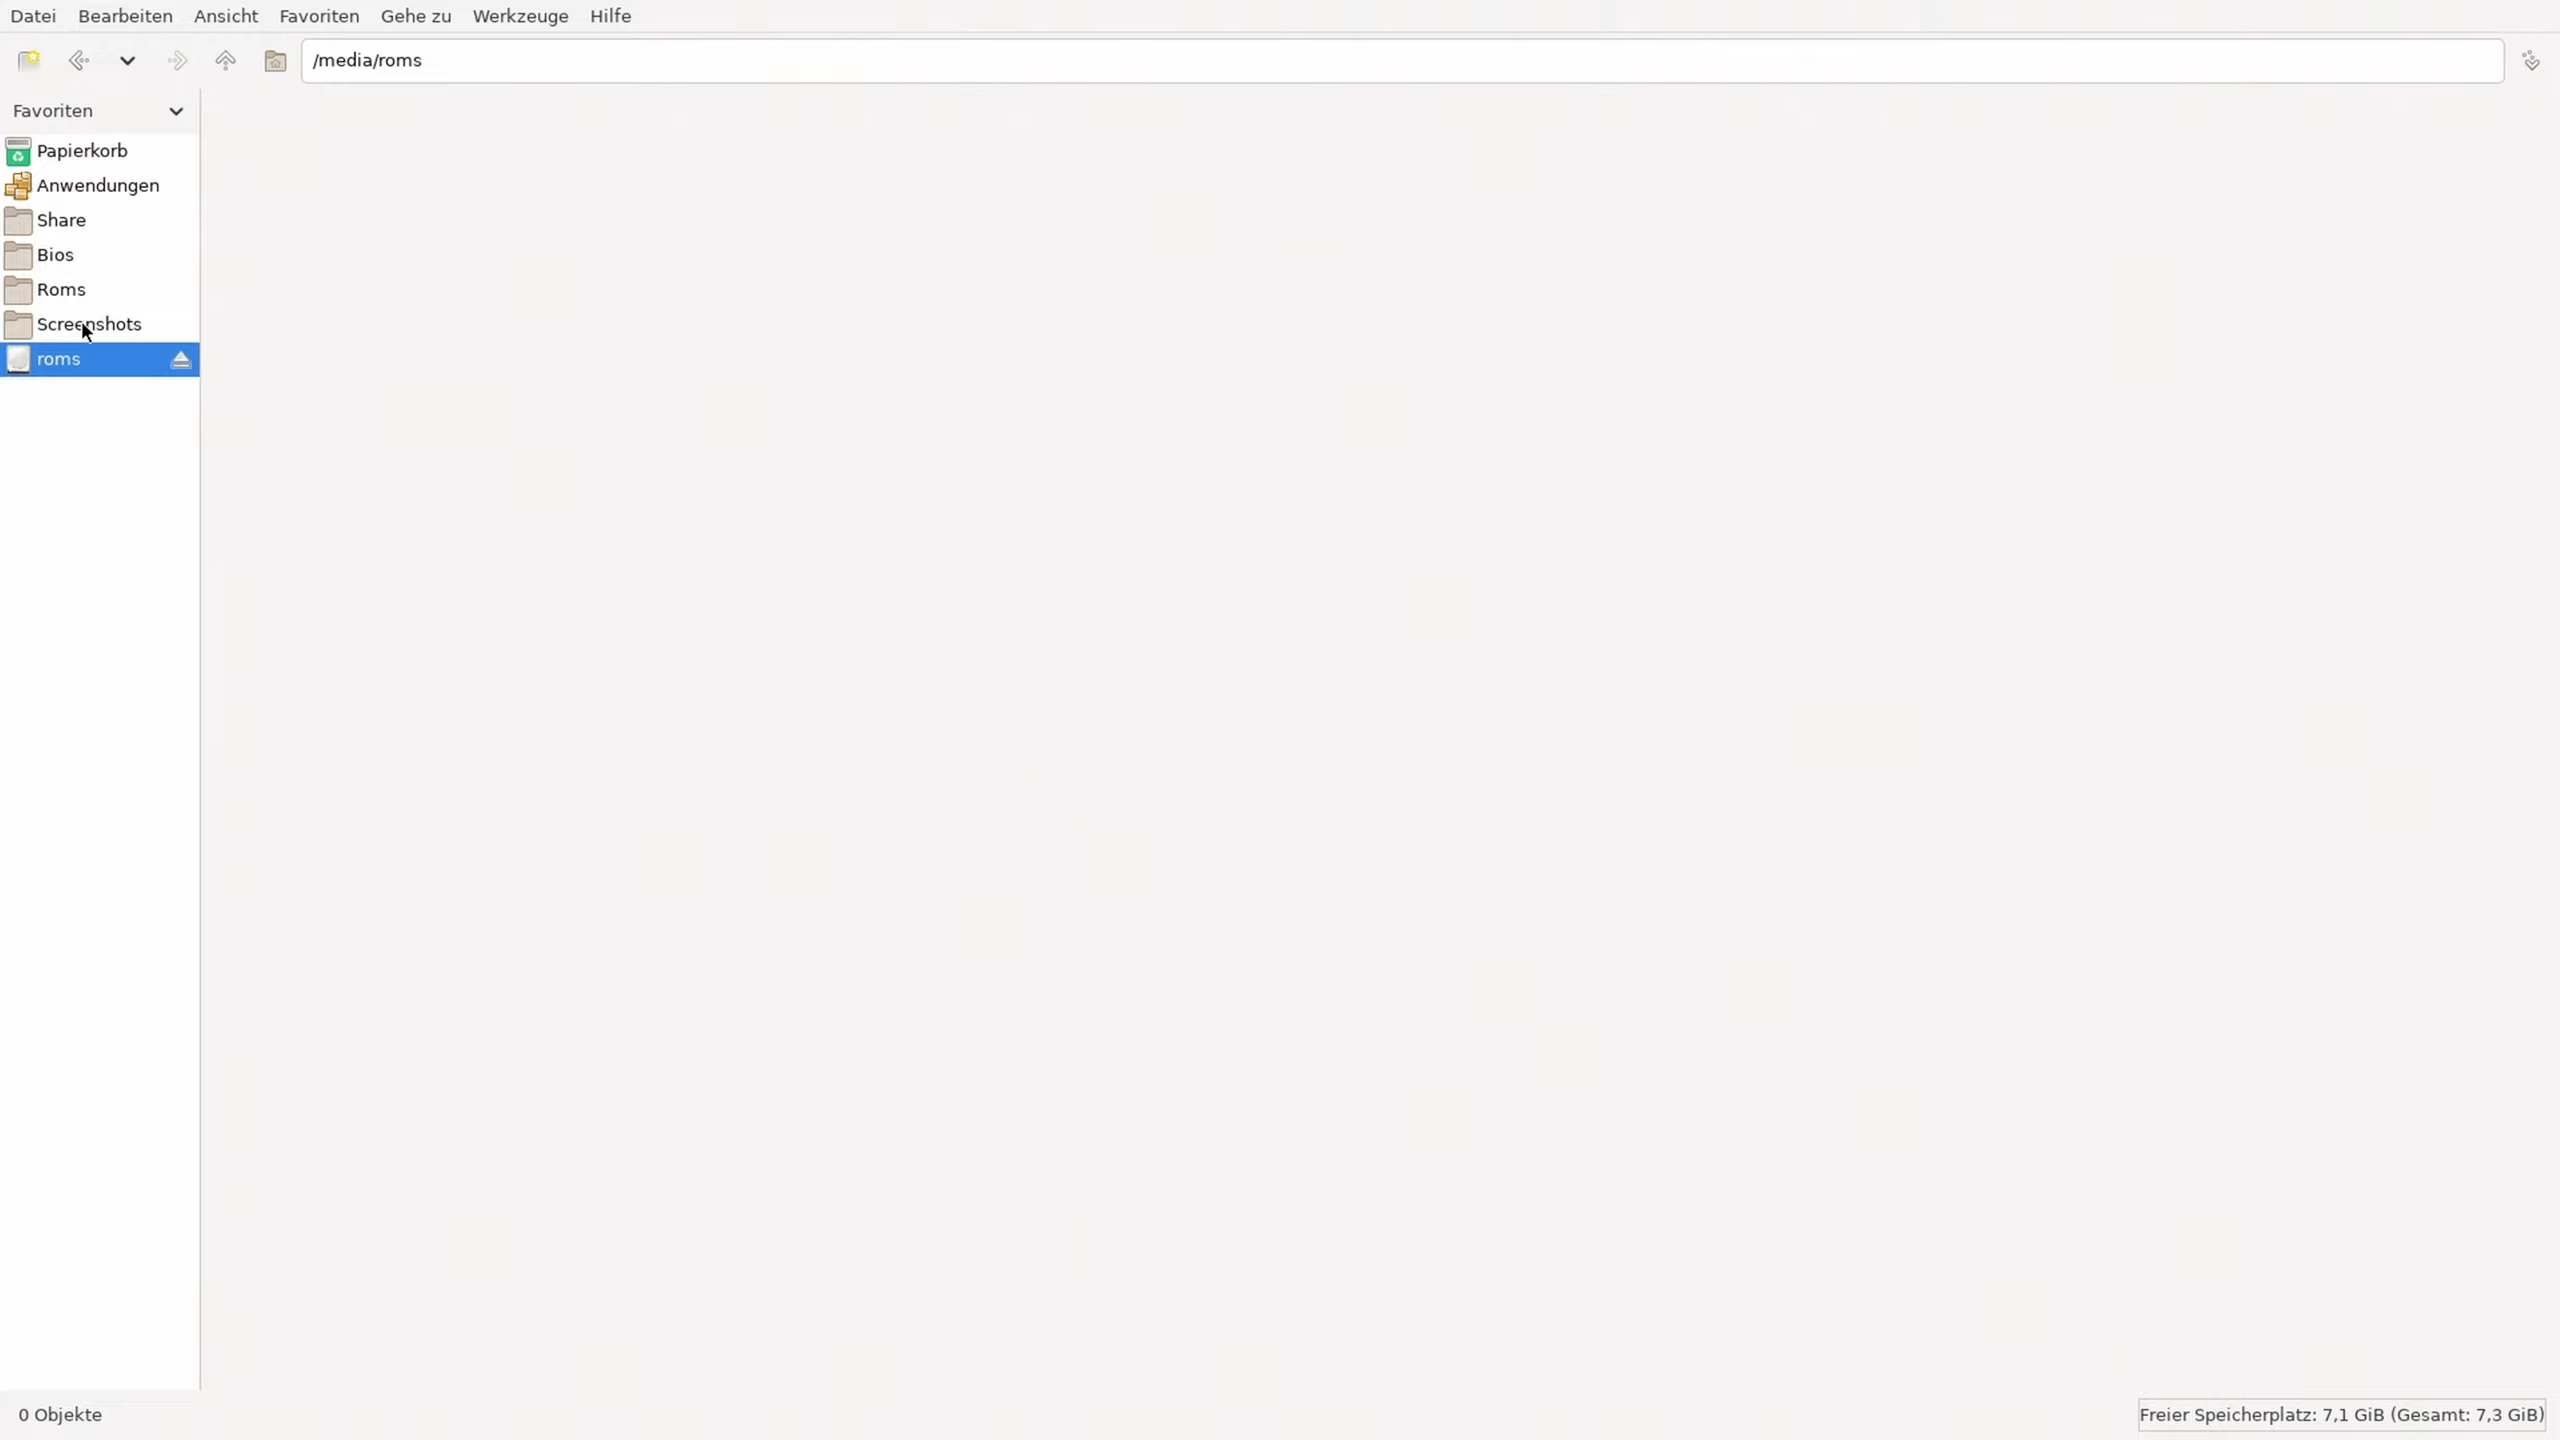 Datei Bearbeiten Ansicht Favoriten Gehe zu Werkzeuge Hilfe
/media/roms
Favoriten
Papierkorb
Anwendungen
Share
Bios
Roms
Screenshots
roms
0 Objekte
Freier Speicherplatz: 7,1 GiB (Gesamt: 7,3 GiB)